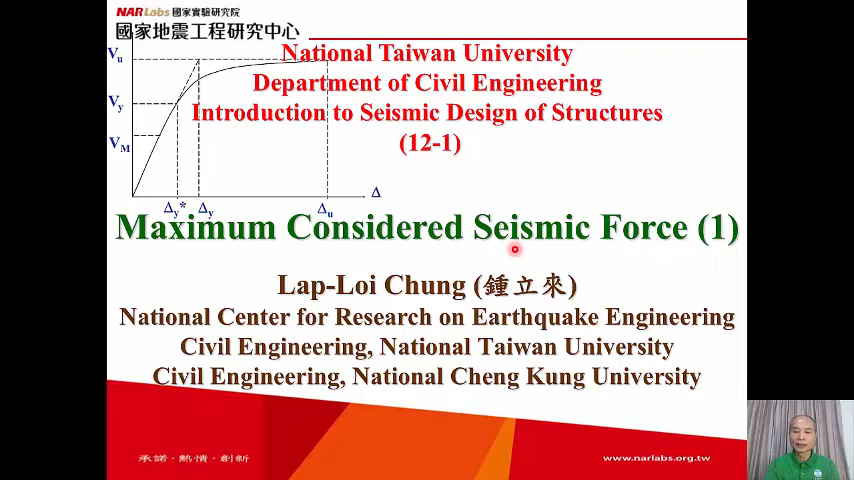 NARLabs 國家實驗研究院
國家地震工程研究中心
National Taiwan University
Department of Civil Engineering
Introduction to Seismic Design of Structures
(12-1)
Vu
Vy
VM
Δy*
Δy
Δu
Δ
Maximum Considered Seismic Force (1)
Lap-Loi Chung (鍾立來)
National Center for Research on Earthquake Engineering
Civil Engineering, National Taiwan University
Civil Engineering, National Cheng Kung University
承諾・熱情・創新
www.narlabs.org.tw